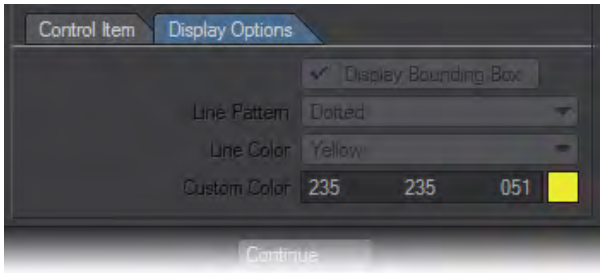 Control Item Display Options
Display Bounding Box
Line Pattern Dotted
Line Color Yellow
Custom Color 235 235 051
Continue